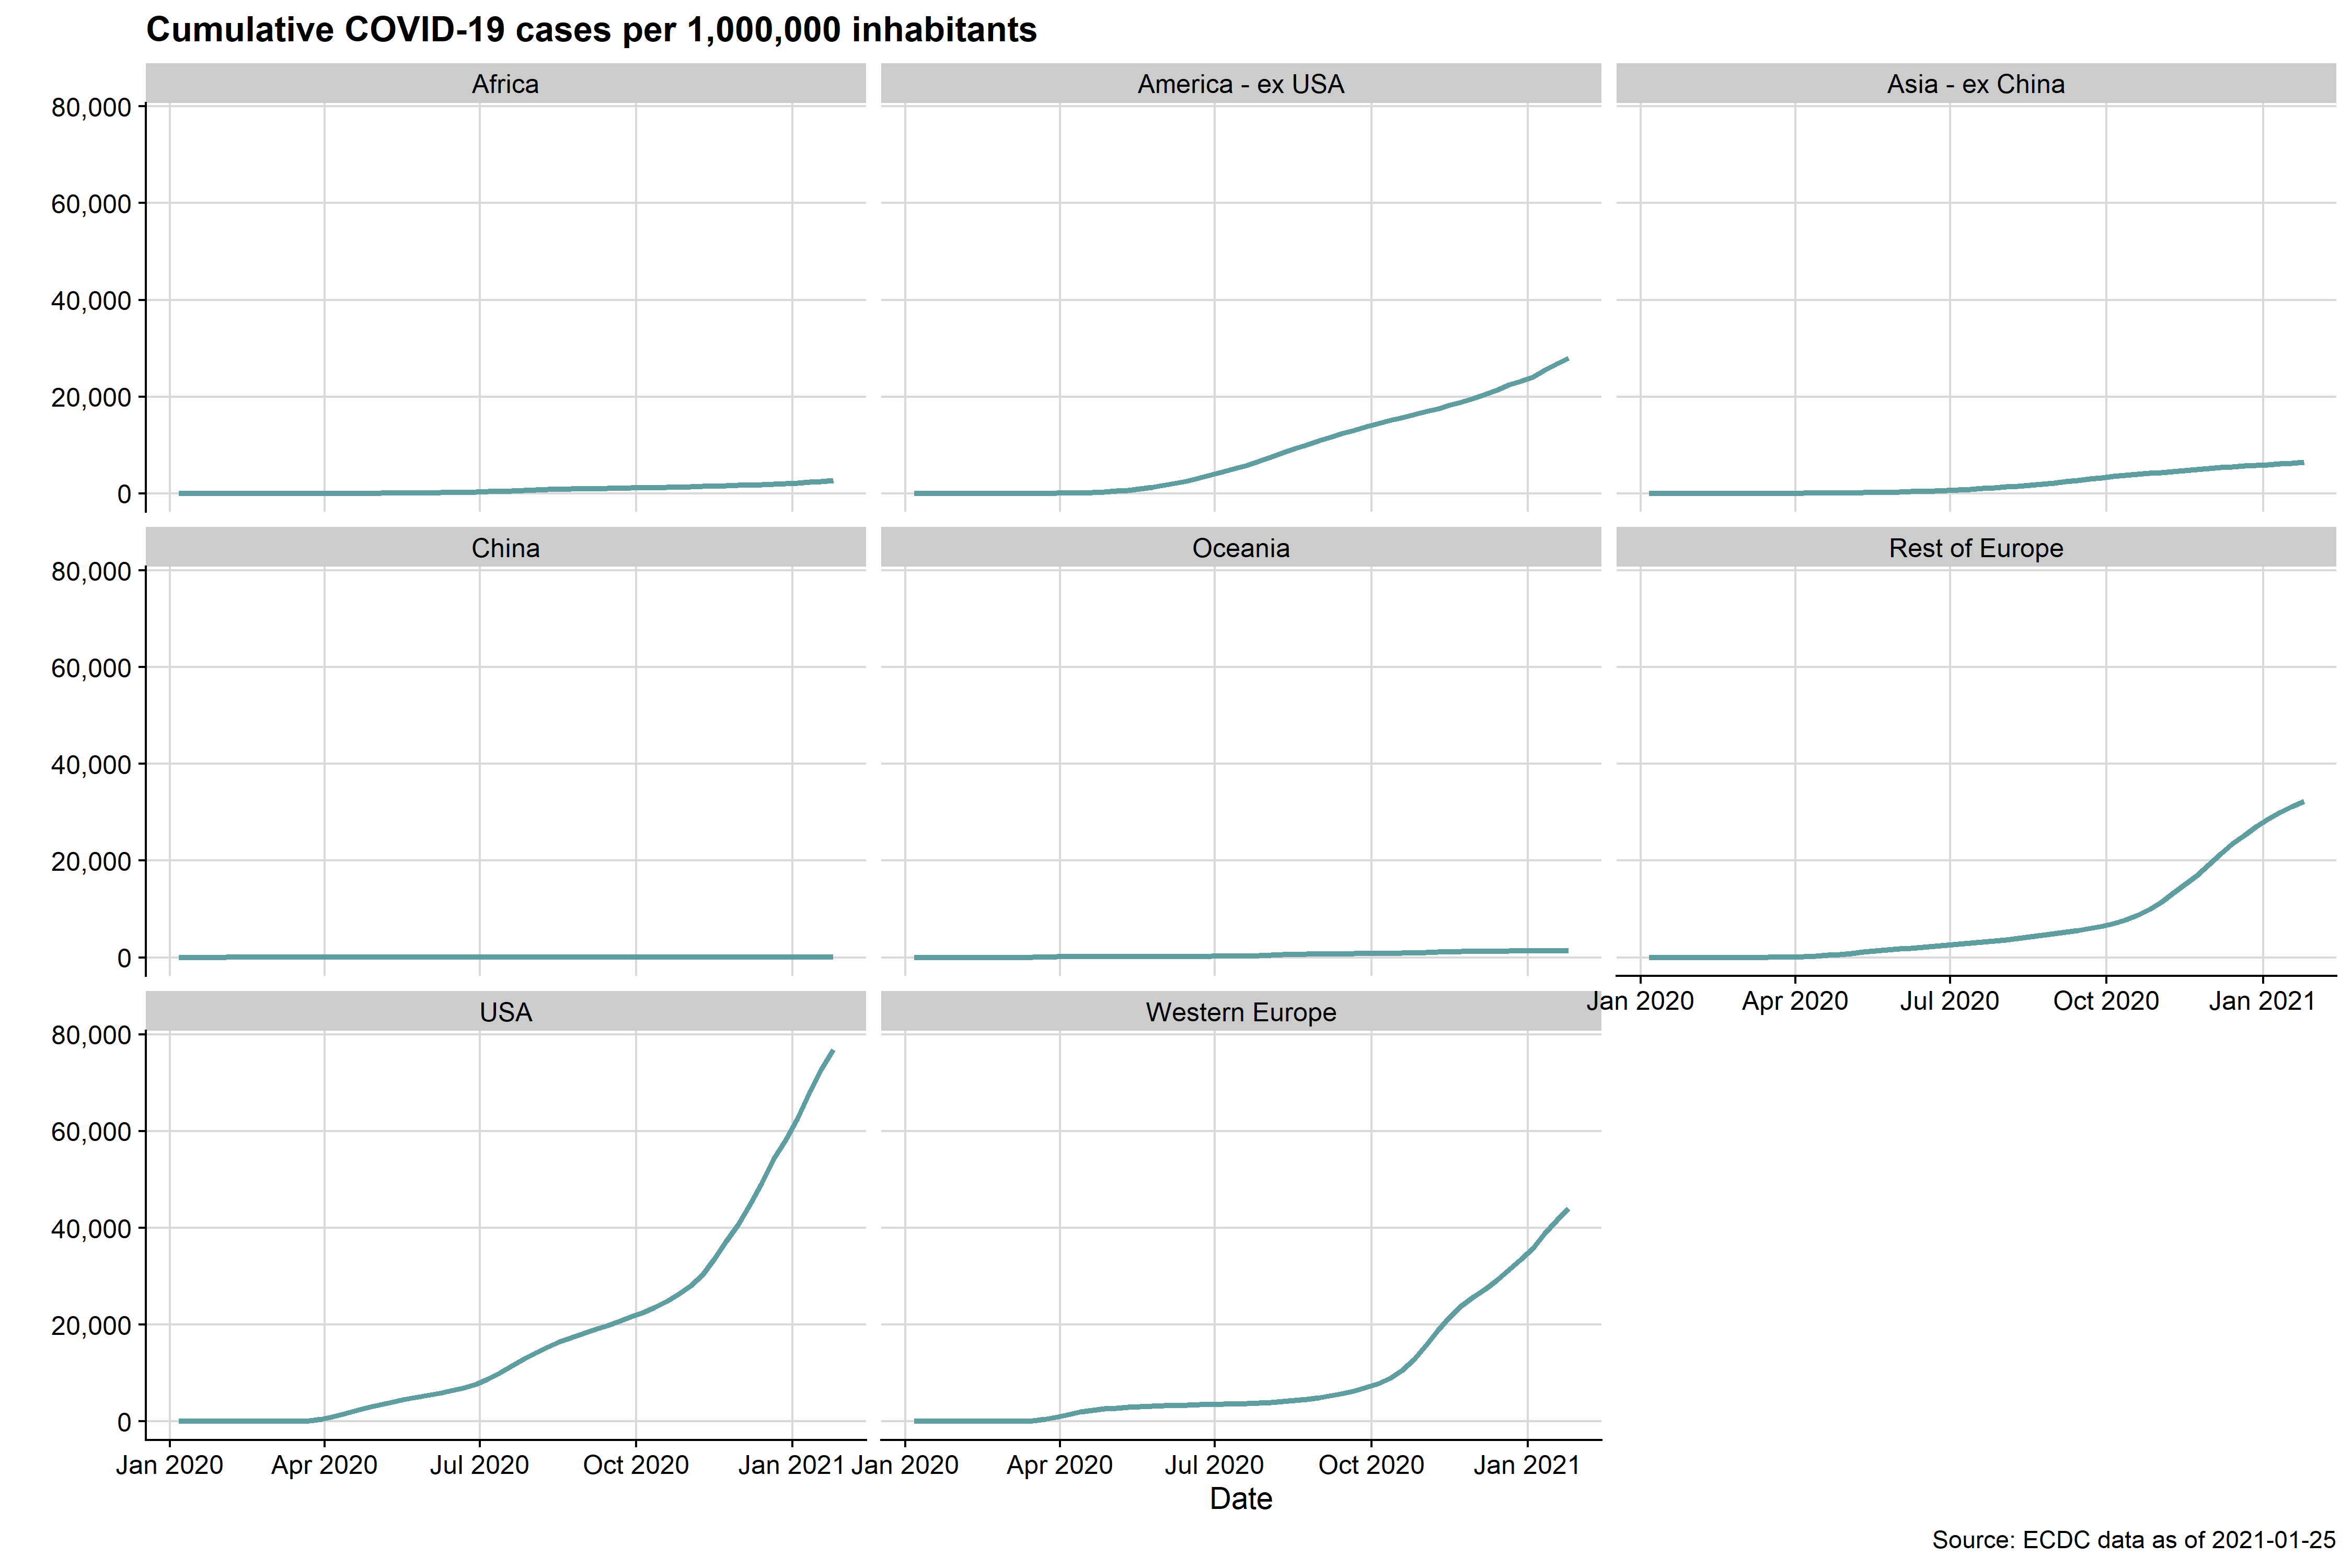 Cumulative COVID-19 cases per 1,000,000 inhabitants
Africa
America - ex USA
Asia - ex China
80,000
60,000
40,000
20,000
0
China
Oceania
Rest of Europe
80,000
60,000
40,000
20,000
0
Jan 2020 Apr 2020 Jul 2020 Oct 2020 Jan 2021
USA
Western Europe
80,000
60,000
40,000
20,000
0
Jan 2020 Apr 2020 Jul 2020 Oct 2020 Jan 2021 Jan 2020 Apr 2020 Jul 2020 Oct 2020 Jan 2021
Date
Source: ECDC data as of 2021-01-25